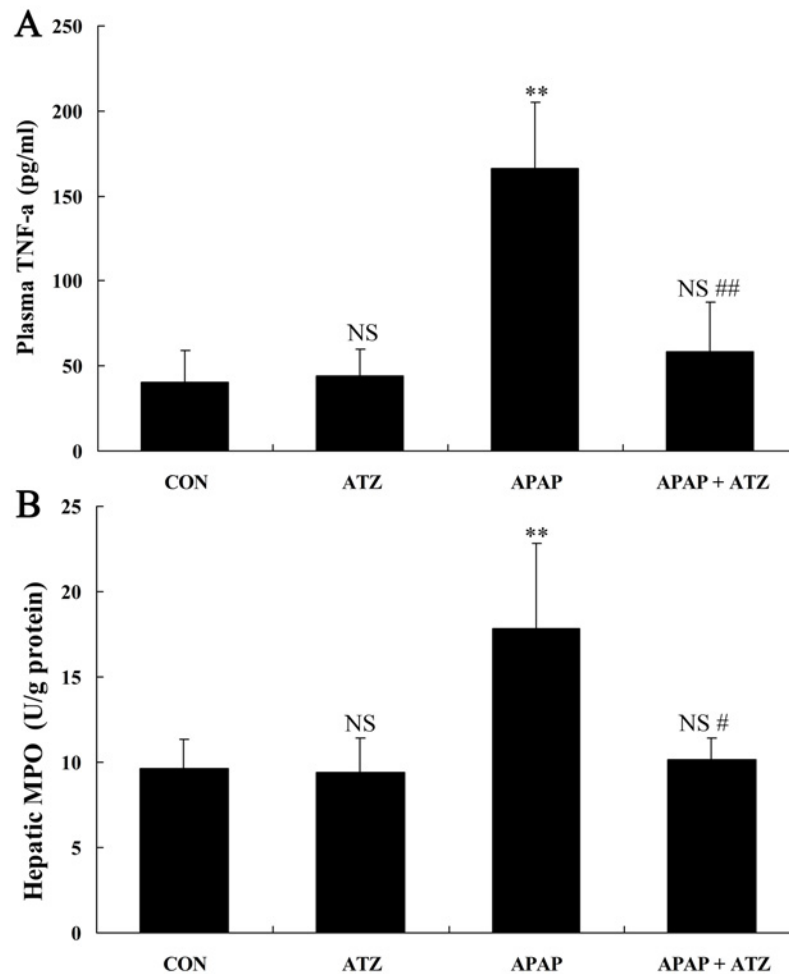 A
Plasma TNF-a (pg/ml)
250
200
150
100
50
0
**
NS ##
NS
CON ATZ APAP APAP + ATZ
B
Hepatic MPO (U/g protein)
25
20
15
10
5
0
**
NS
NS #
CON ATZ APAP APAP + ATZ